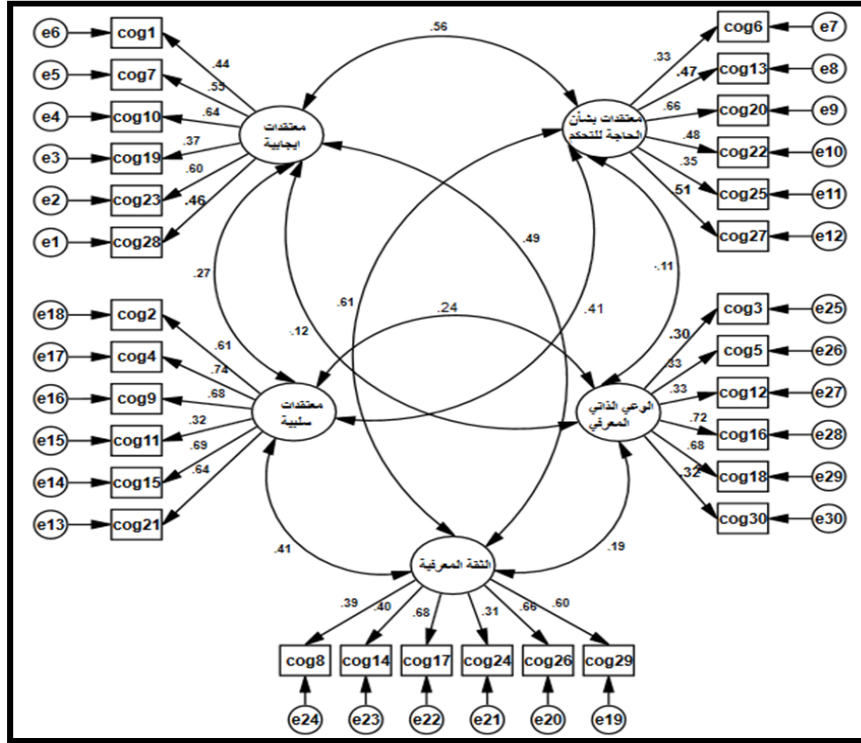 .56
e6 cog1 .44
e5 cog7 .55
e4 cog10 .64
e3 cog19 .37
e2 cog23 .60
e1 cog28 .46
معتقدات
ايجابية
cog6 e7 .33
cog13 e8 .47
cog20 e9 .66
cog22 e10 .48
cog25 e11 .35
cog27 e12 .51
معتقدات بشأن
الحاجة للتحكم
.27
.12
.61
.24
.49
.41
-.11
e18 cog2 .61
e17 cog4 .74
e16 cog9 .68
e15 cog11 .32
e14 cog15 .69
e13 cog21 .64
معتقدات
سلبية
cog3 e25 .30
cog5 e26 .33
cog12 e27 .33
cog16 e28 .72
cog18 e29 .68
cog30 e30 .32
الوعي الذاتي
المعرفي
.41
.19
الثقة المعرفية
.39 .40 .68 .31 .66 .60
cog8 cog14 cog17 cog24 cog26 cog29
e24 e23 e22 e21 e20 e19